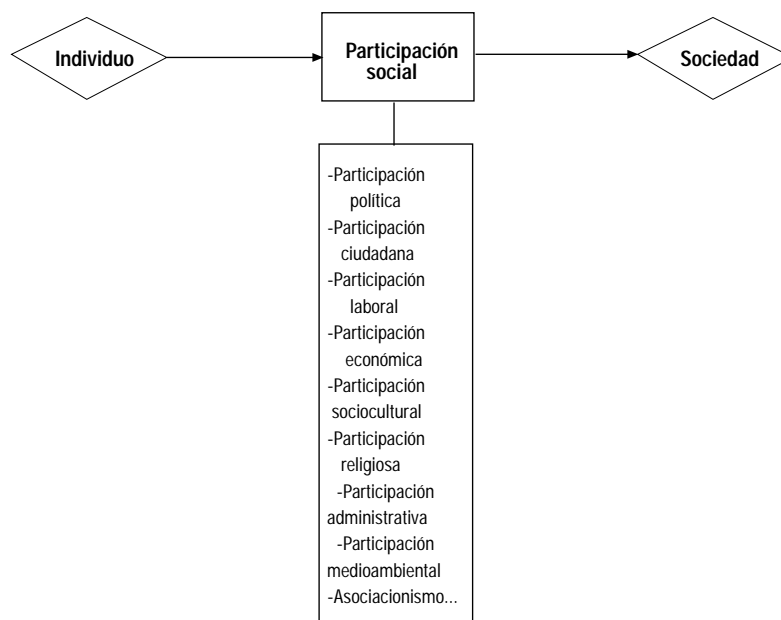 Individuo
Participación
social
Sociedad
-Participación
política
-Participación
ciudadana
-Participación
laboral
-Participación
económica
-Participación
sociocultural
-Participación
religiosa
-Participación
administrativa
-Participación
medioambiental
-Asociacionismo...